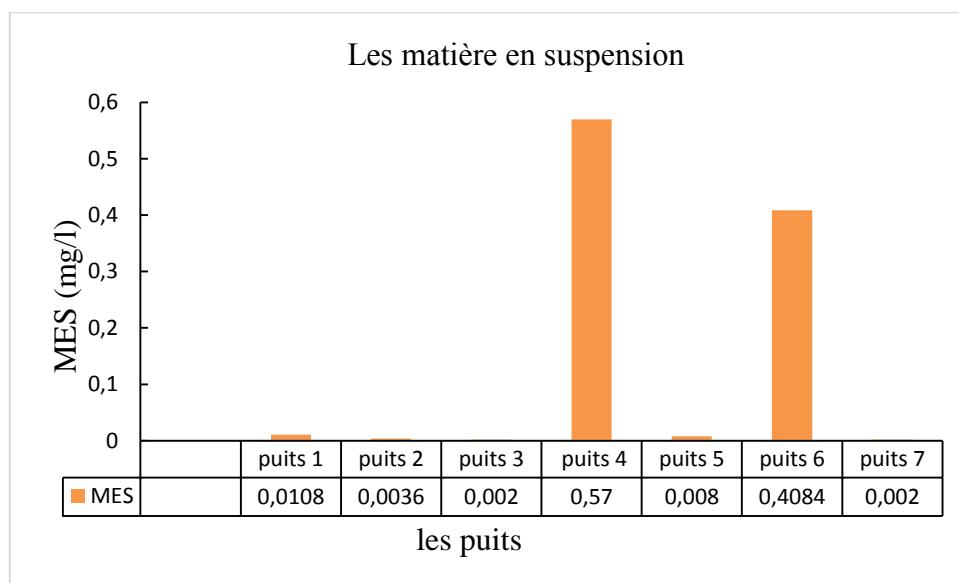 Les matière en suspension
MES (mg/l)
0,6
0,5
0,4
0,3
0,2
0,1
0
puits 1 puits 2 puits 3 puits 4 puits 5 puits 6 puits 7
MES 0,0108 0,0036 0,002 0,57 0,008 0,4084 0,002
les puits